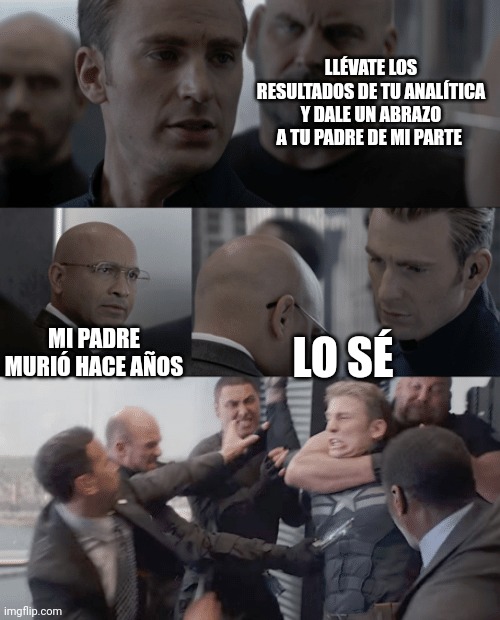 LLÉVATE LOS
RESULTADOS DE TU ANALÍTICA
Y DALE UN ABRAZO
A TU PADRE DE MI PARTE
MI PADRE
MURIÓ HACE AÑOS
LO SÉ
imgflip.com